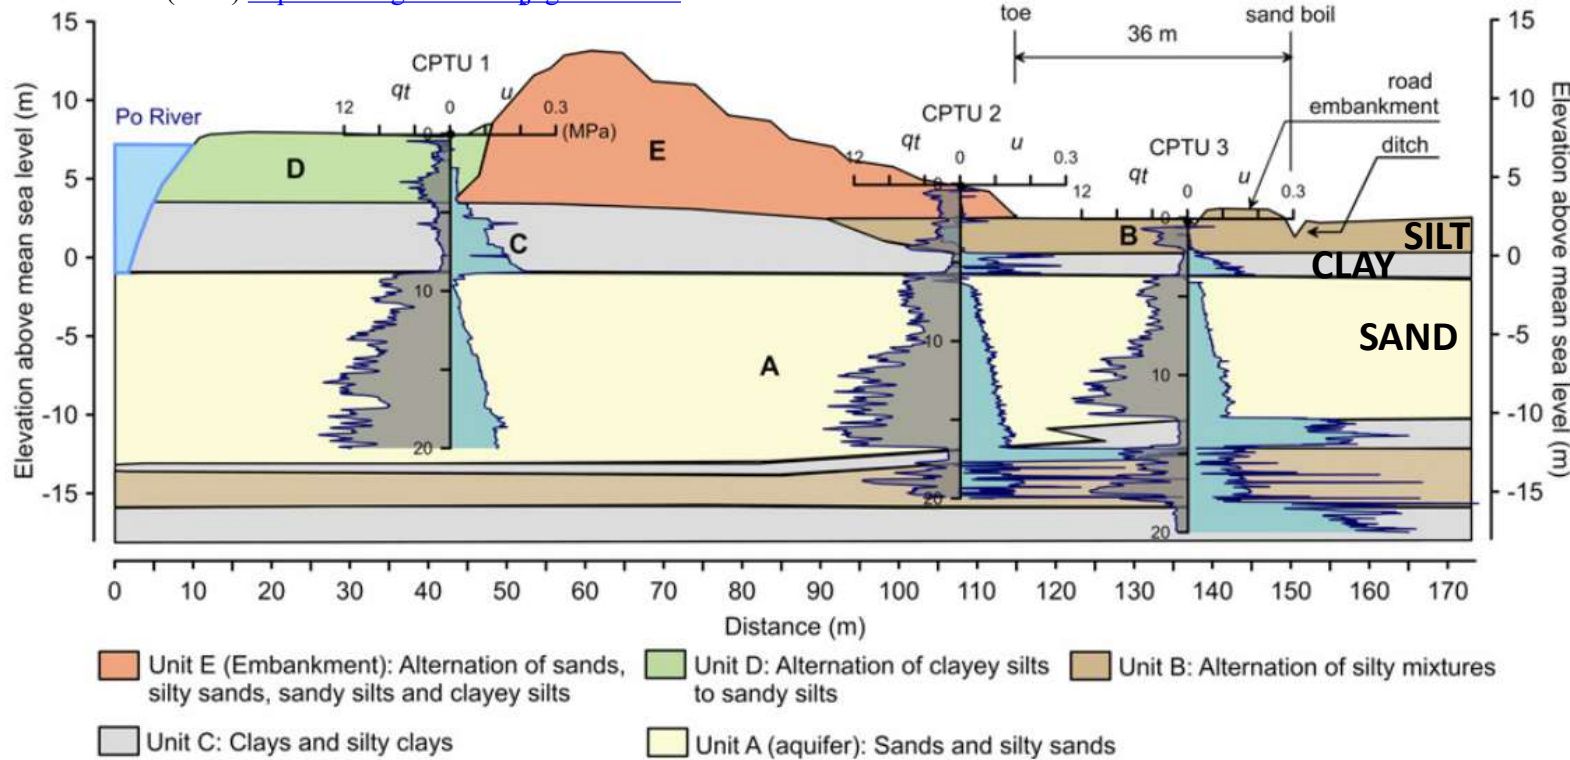 15
10
5
0
-5
-10
-15
Elevation above mean sea level (m)
Po River
CPTU 1
qt
u
12
0
0.3
(MPa)
0
10
20
D
E
C
A
B
CPTU 2
qt
u
12
0
0.3
0
10
20
CPTU 3
qt
u
12
0
0.3
0
10
20
toe
36 m
sand boil
road
embankment
ditch
SILT
CLAY
SAND
15
10
5
0
-5
-10
-15
Elevation above mean sea level (m)
0 10 20 30 40 50 60 70 80 90 100 110 120 130 140 150 160 170
Distance (m)
Unit E (Embankment): Alternation of sands,
silty sands, sandy silts and clayey silts
Unit D: Alternation of clayey silts
to sandy silts
Unit B: Alternation of silty mixtures
Unit C: Clays and silty clays
Unit A (aquifer): Sands and silty sands